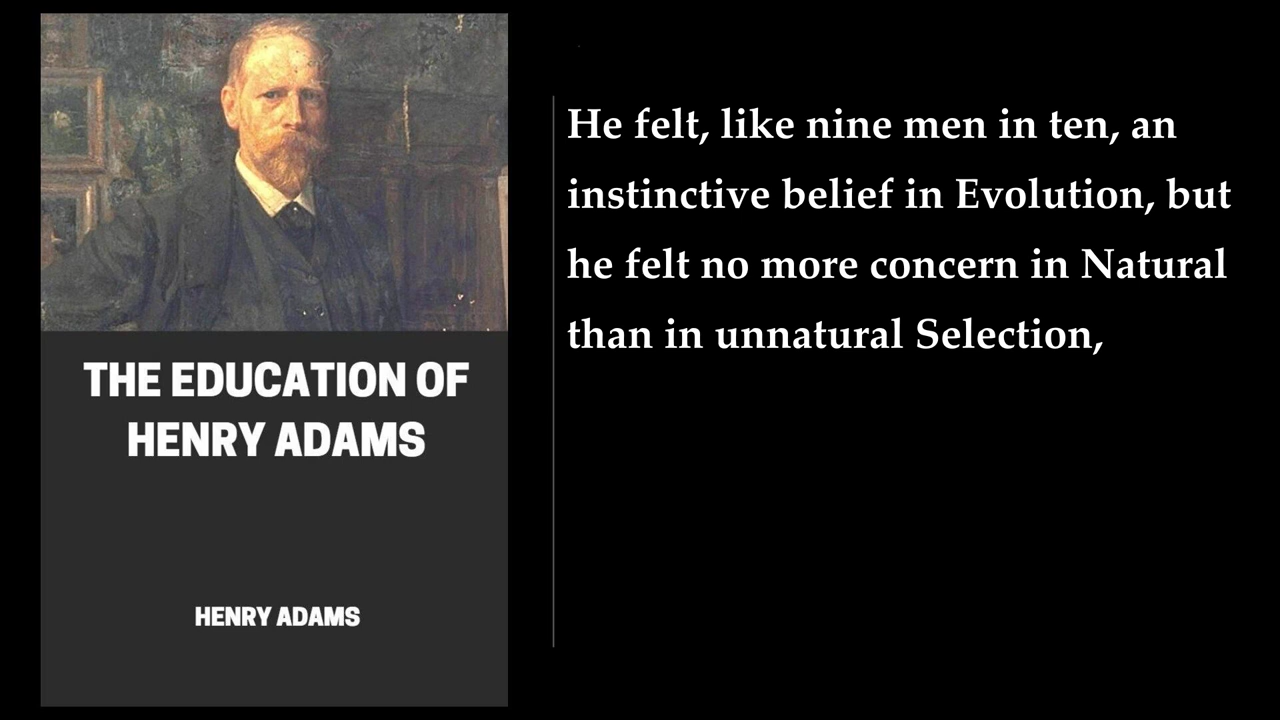 THE EDUCATION OF
HENRY ADAMS
HENRY ADAMS
He felt, like nine men in ten, an
instinctive belief in Evolution, but
he felt no more concern in Natural
than in unnatural Selection,